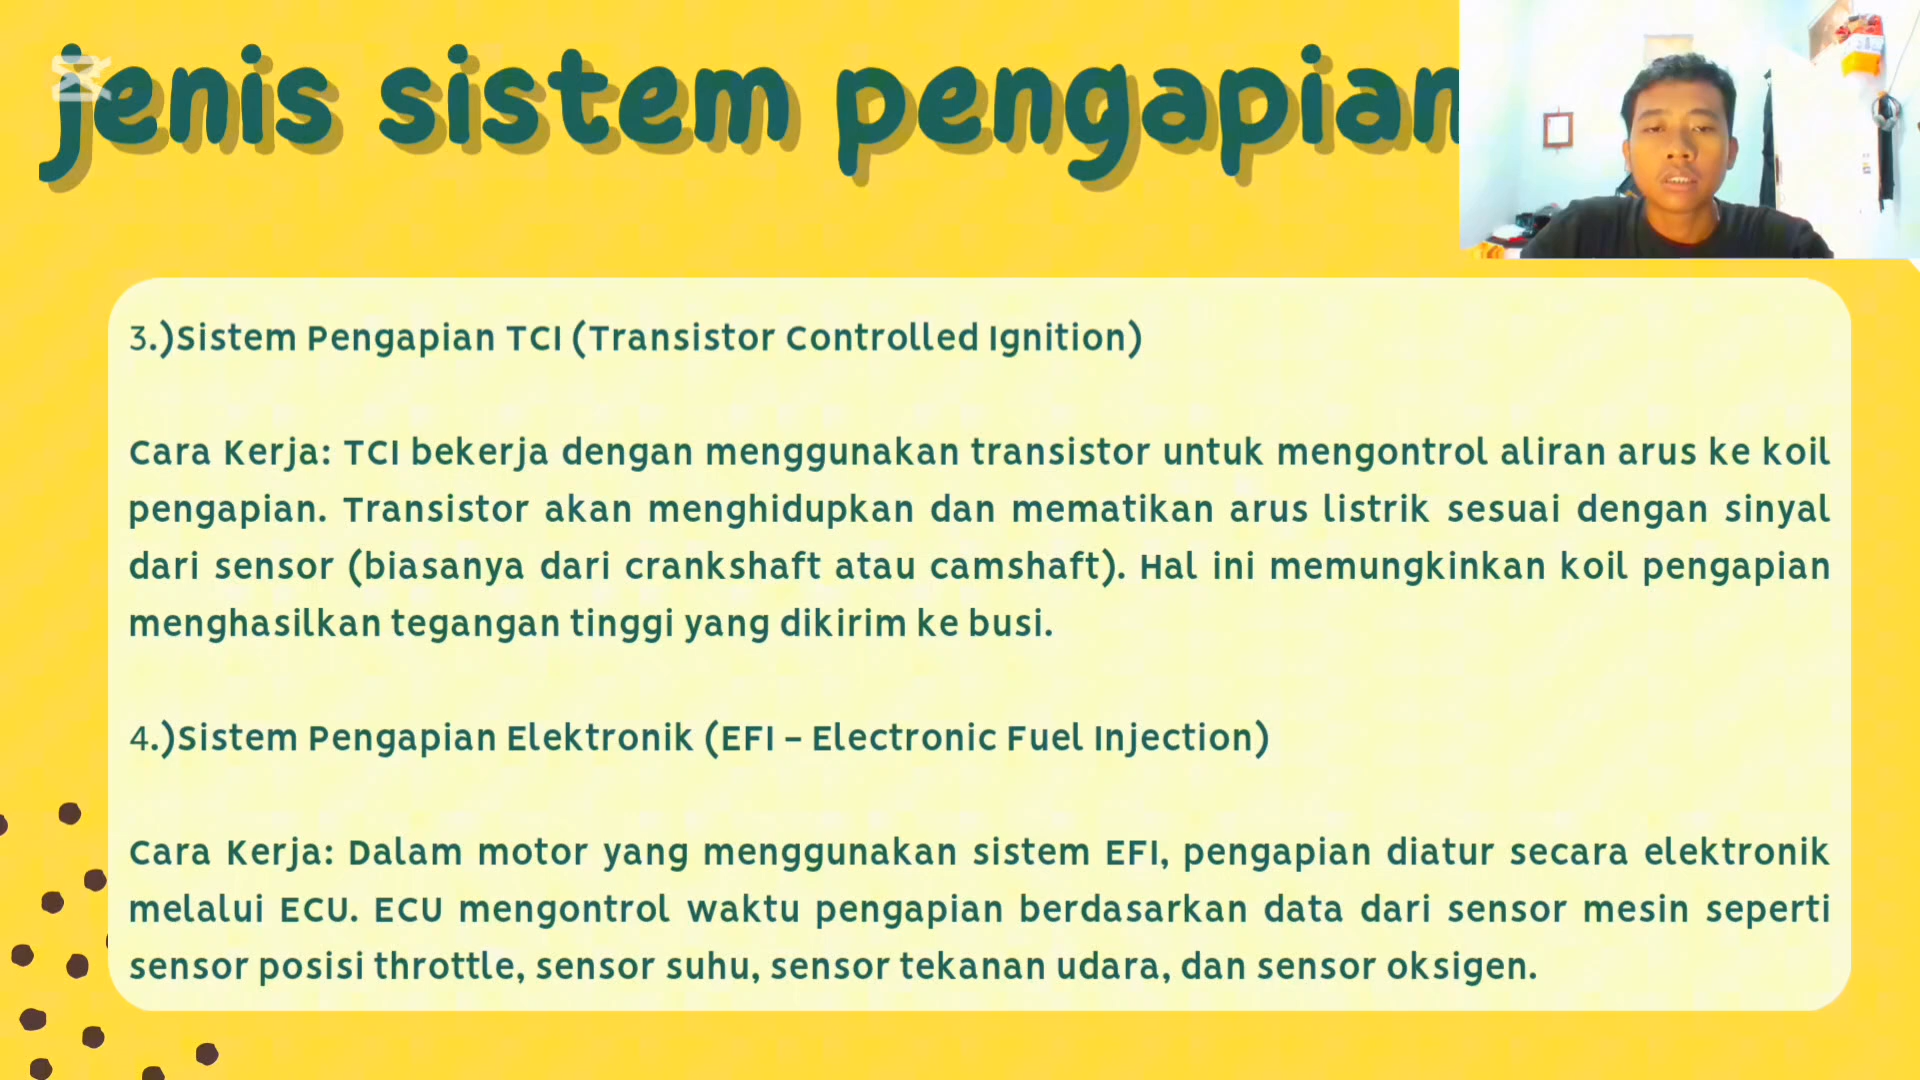 jenis sistem pengapian
3.)Sistem Pengapian TCI (Transistor Controlled Ignition)
Cara Kerja: TCI bekerja dengan menggunakan transistor untuk mengontrol aliran arus ke koil
pengapian. Transistor akan menghidupkan dan mematikan arus listrik sesuai dengan sinyal
dari sensor (biasanya dari crankshaft atau camshaft). Hal ini memungkinkan koil pengapian
menghasilkan tegangan tinggi yang dikirim ke busi.
4.)Sistem Pengapian Elektronik (EFI – Electronic Fuel Injection)
Cara Kerja: Dalam motor yang menggunakan sistem EFI, pengapian diatur secara elektronik
melalui ECU. ECU mengontrol waktu pengapian berdasarkan data dari sensor mesin seperti
sensor posisi throttle, sensor suhu, sensor tekanan udara, dan sensor oksigen.